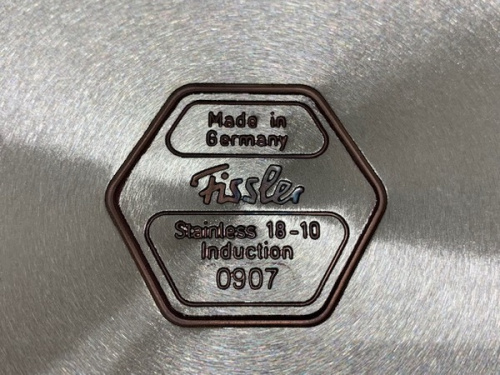 Made in
Germany
Fissler
Stainless 18-10
Induction
0907